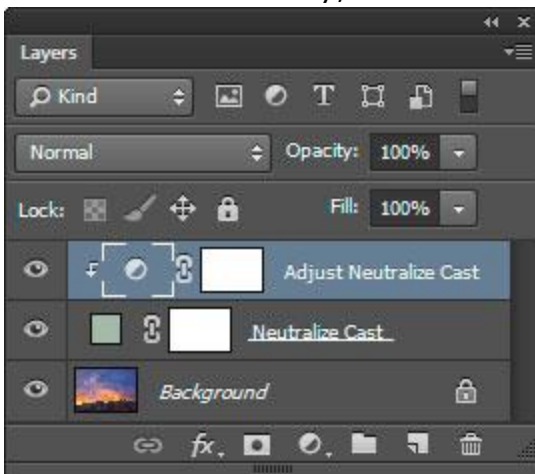 Layers
Kind
Normal Opacity: 100%
Lock: Fill: 100%
Adjust Neutralize Cast
Neutralize Cast
Background
fx.